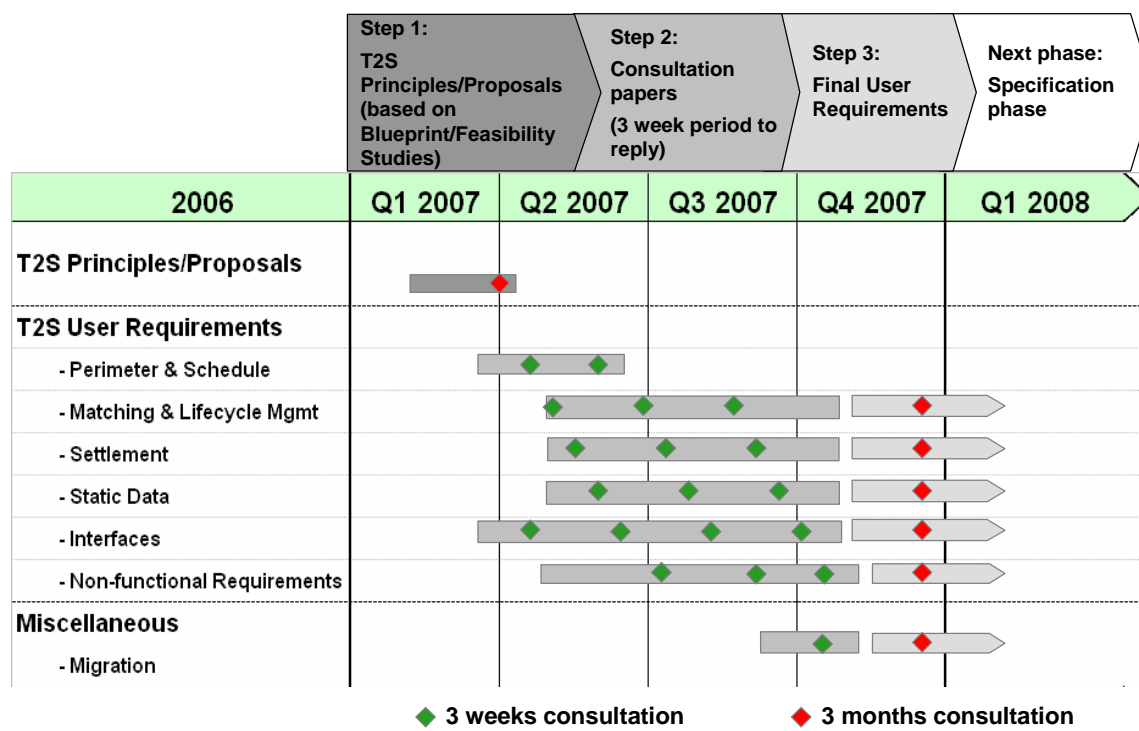 Step 1:
T2S
Principles/Proposals
(based on
Blueprint/Feasibility
Studies)
Step 2:
Consultation
papers
(3 week period to
reply)
Step 3:
Final User
Requirements
Next phase:
Specification
phase
2006 Q1 2007 Q2 2007 Q3 2007 Q4 2007 Q1 2008
T2S Principles/Proposals
T2S User Requirements
- Perimeter & Schedule
- Matching & Lifecycle Mgmt
- Settlement
- Static Data
- Interfaces
- Non-functional Requirements
Miscellaneous
- Migration
3 weeks consultation 3 months consultation